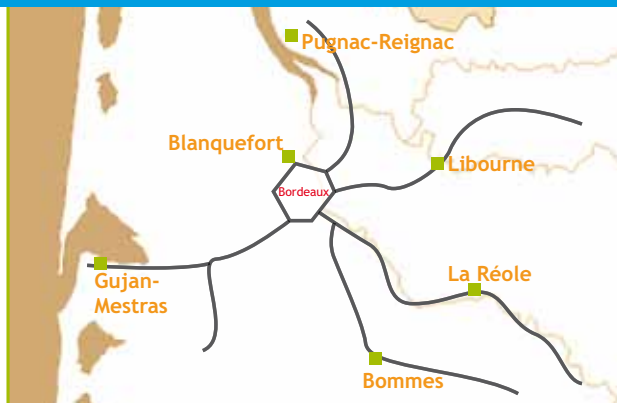 Pugnac-Reignac
Blanquefort
Libourne
Bordeaux
Gujan-
Mestras
La Réole
Bommes